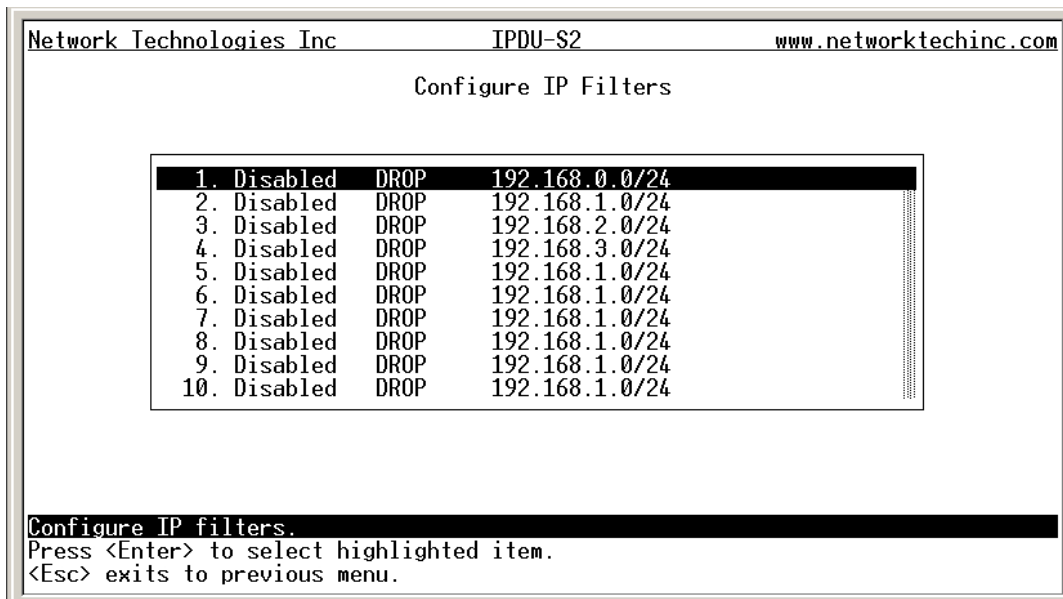 Network Technologies Inc IPDU-S2 www.networktechinc.com
Configure IP Filters
1. Disabled DROP 192.168.0.0/24
2. Disabled DROP 192.168.1.0/24
3. Disabled DROP 192.168.2.0/24
4. Disabled DROP 192.168.3.0/24
5. Disabled DROP 192.168.1.0/24
6. Disabled DROP 192.168.1.0/24
7. Disabled DROP 192.168.1.0/24
8. Disabled DROP 192.168.1.0/24
9. Disabled DROP 192.168.1.0/24
10. Disabled DROP 192.168.1.0/24
Configure IP filters.
Press <Enter> to select highlighted item.
<Esc> exits to previous menu.